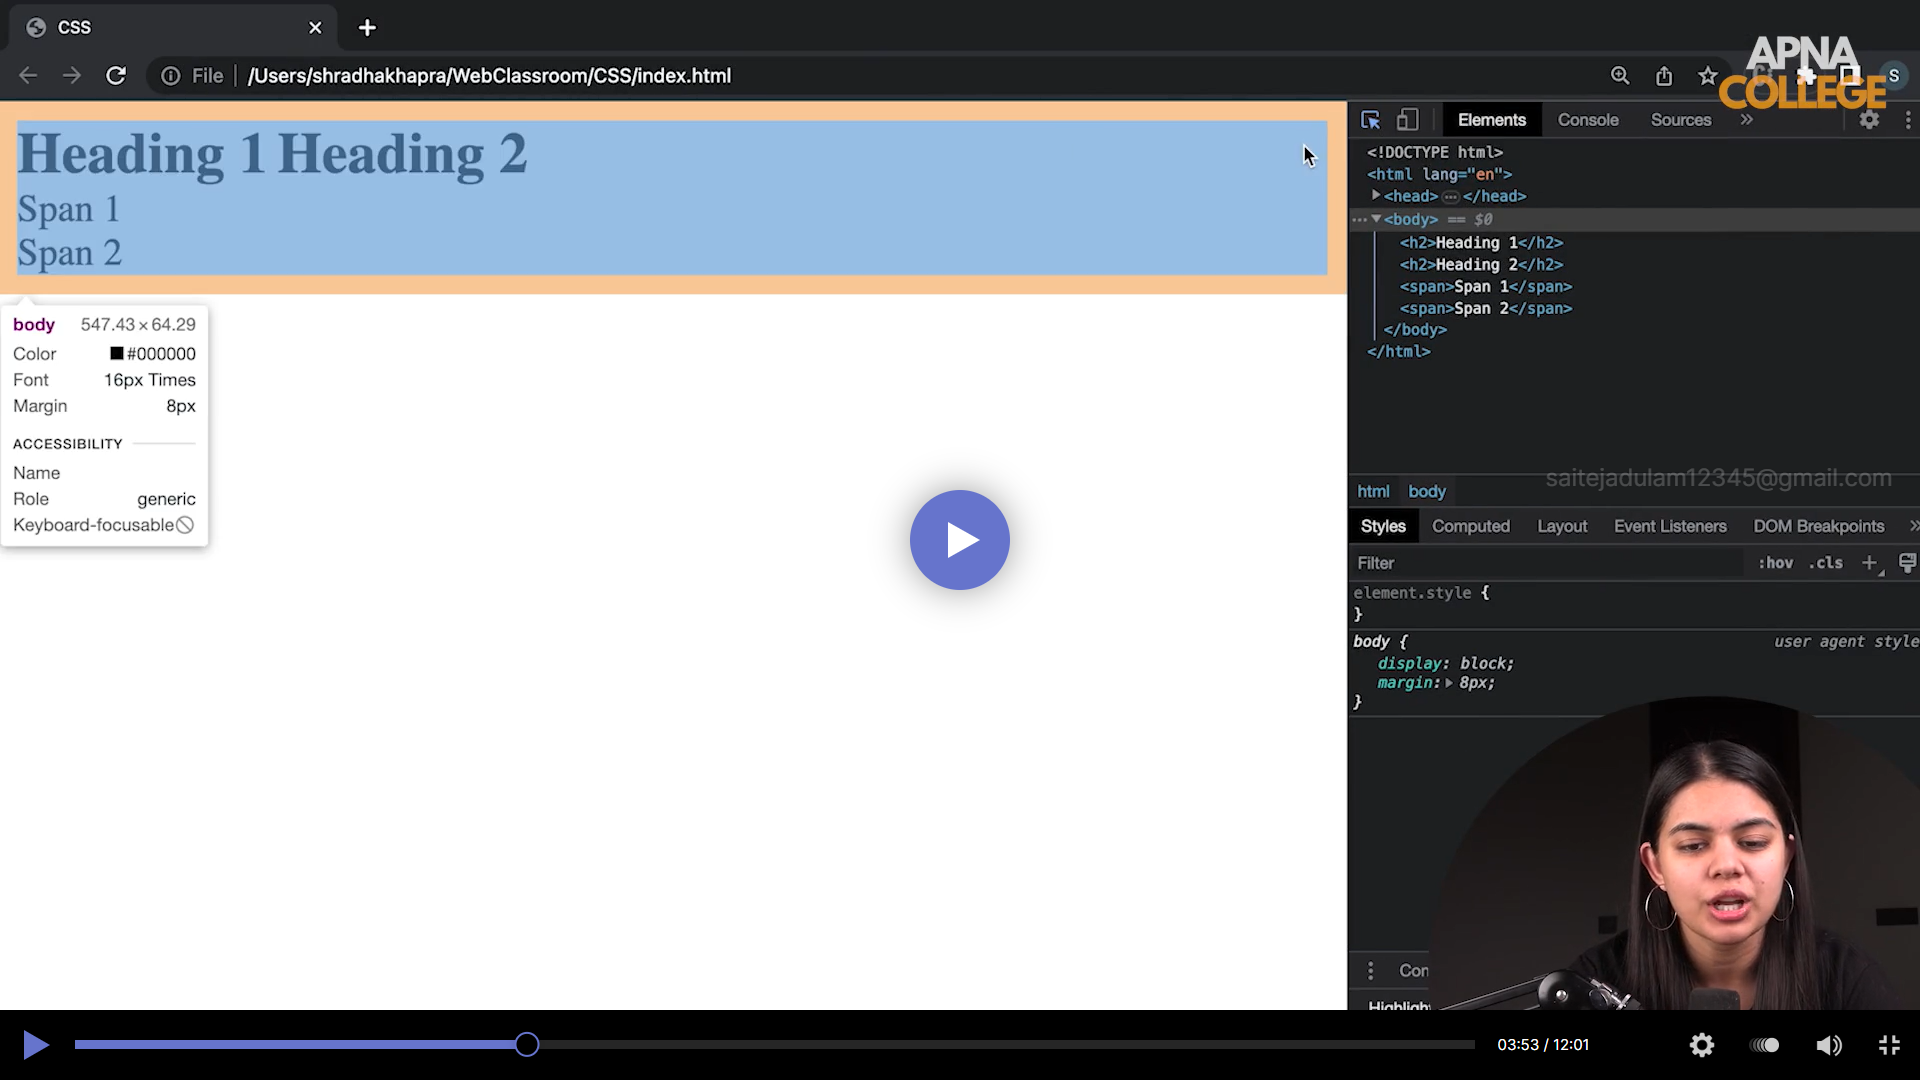 CSS
File
/Users/shradhakhapra/WebClassroom/CSS/index.html
S
APNA
COLLEGE
Heading 1 Heading 2
Span 1
Span 2
body 547.43 × 64.29
Color #000000
Font 16px Times
Margin 8px
ACCESSIBILITY
Name
Role generic
Keyboard-focusable
Elements Console Sources »
<!DOCTYPE html>
<html lang="en">
<head> ⋯ </head>
⋯ <body> == $0
<h2>Heading 1</h2>
<h2>Heading 2</h2>
<span>Span 1</span>
<span>Span 2</span>
</body>
</html>
saitejadulam12345@gmail.com
html body
Styles Computed Layout Event Listeners DOM Breakpoints »
Filter :hov .cls +
element.style {
}
body { user agent style
display: block;
margin: 8px;
}
Con
Highligh
03:53 / 12:01